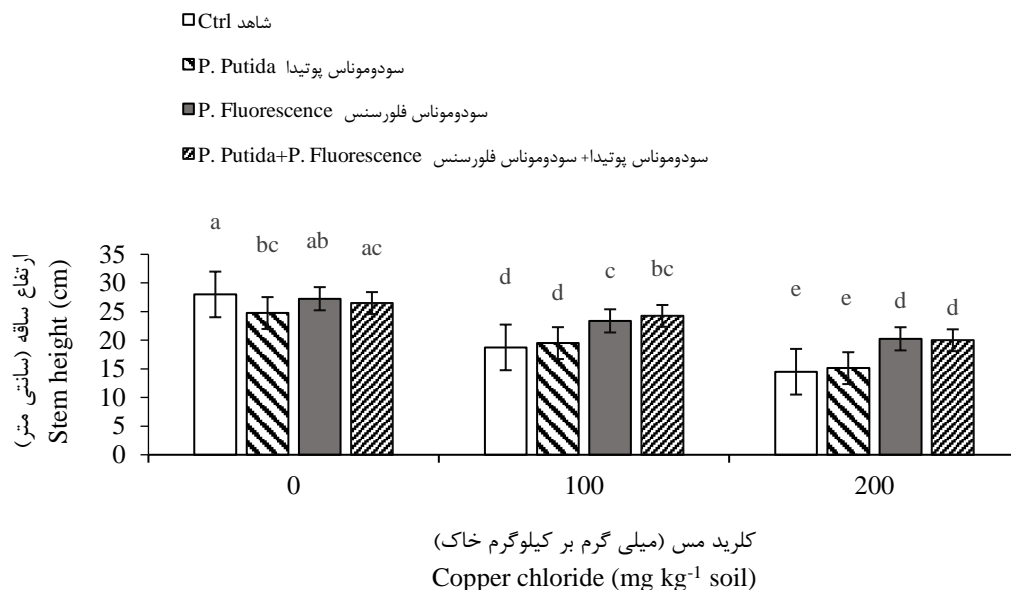 شاهد Ctrl
P. Putida سودوموناس پوتیدا
P. Fluorescence سودوموناس فلورسنس
P. Putida+P. Fluorescence سودوموناس پوتیدا+ سودوموناس فلورسنس
a bc ab ac d d c bc e e d d
35
30
25
20
15
10
5
0
ارتفاع ساقه (سانتی متر)
Stem height (cm)
0 100 200
کلرید مس (میلی گرم بر کیلوگرم خاک)
Copper chloride (mg kg-1 soil)